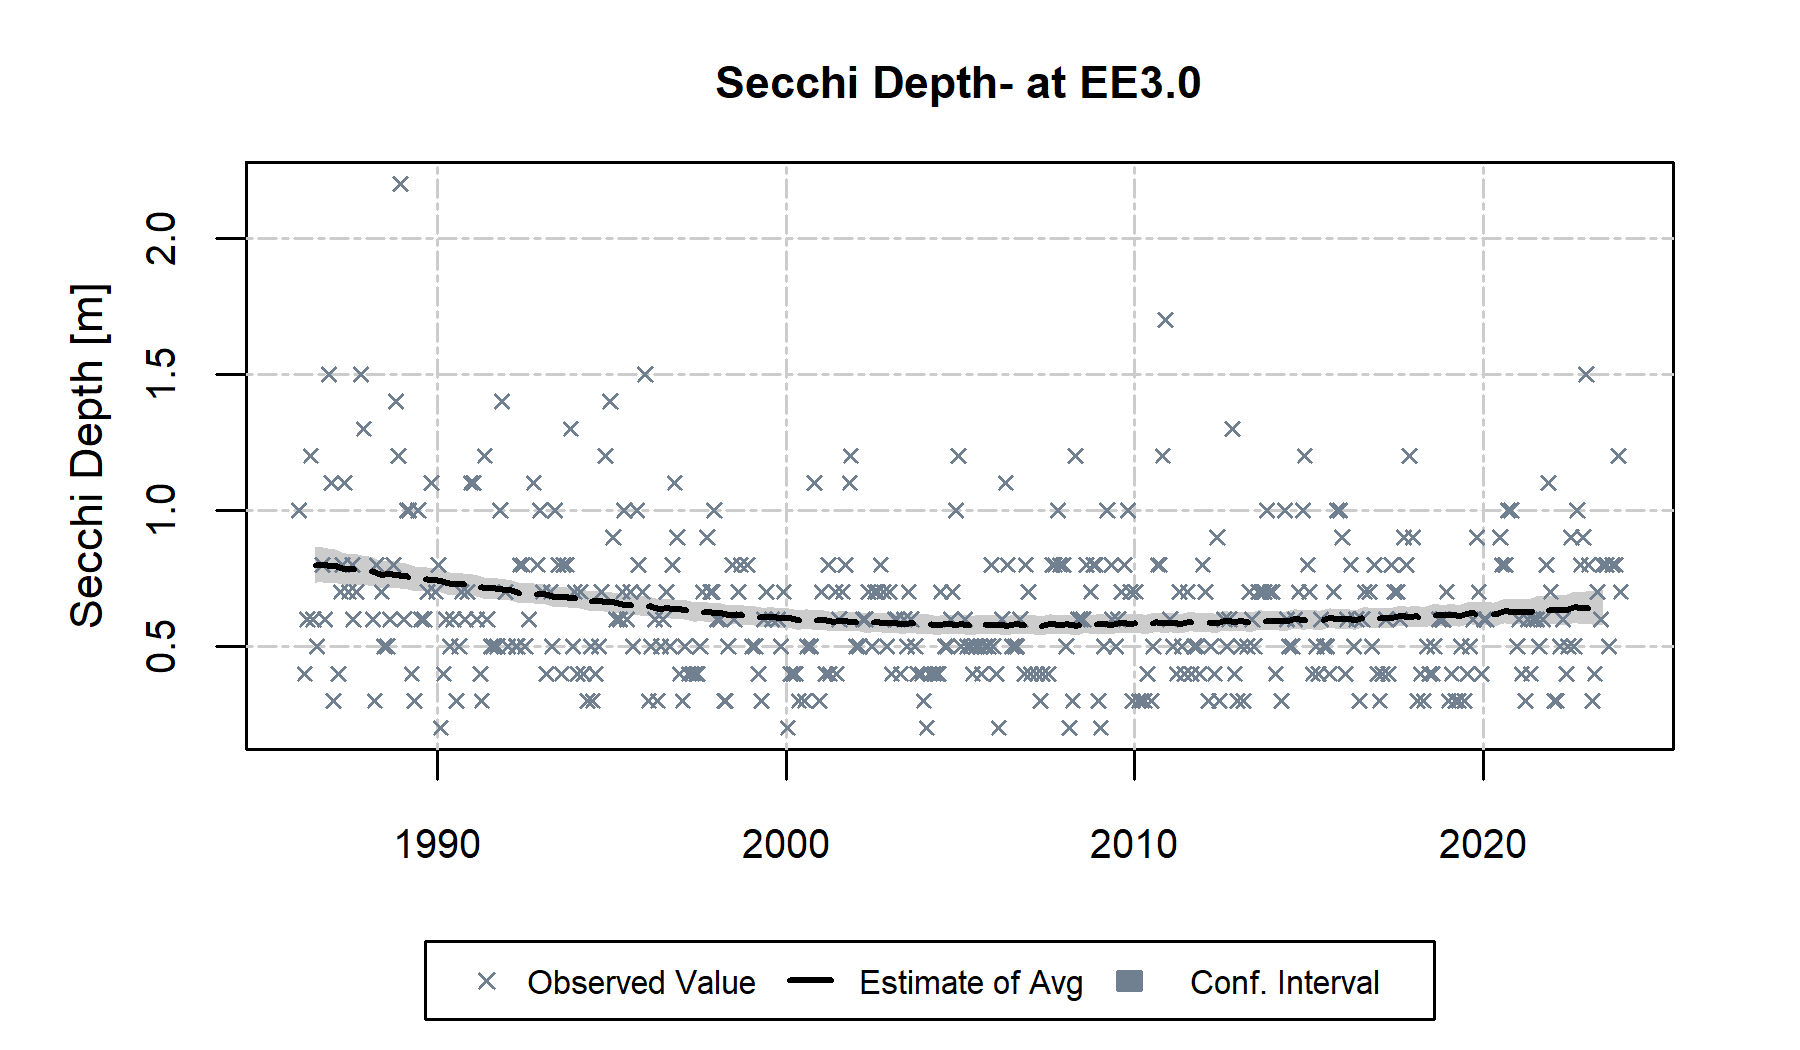 Secchi Depth- at EE3.0
Secchi Depth [m]
2.0
1.5
1.0
0.5
1990 2000 2010 2020
Observed Value Estimate of Avg Conf. Interval